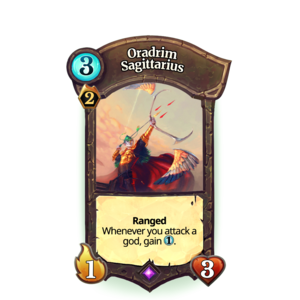 Oradrim
Sagittarius
3
2
Ranged
Whenever you attack a
god, gain 1.
1
3